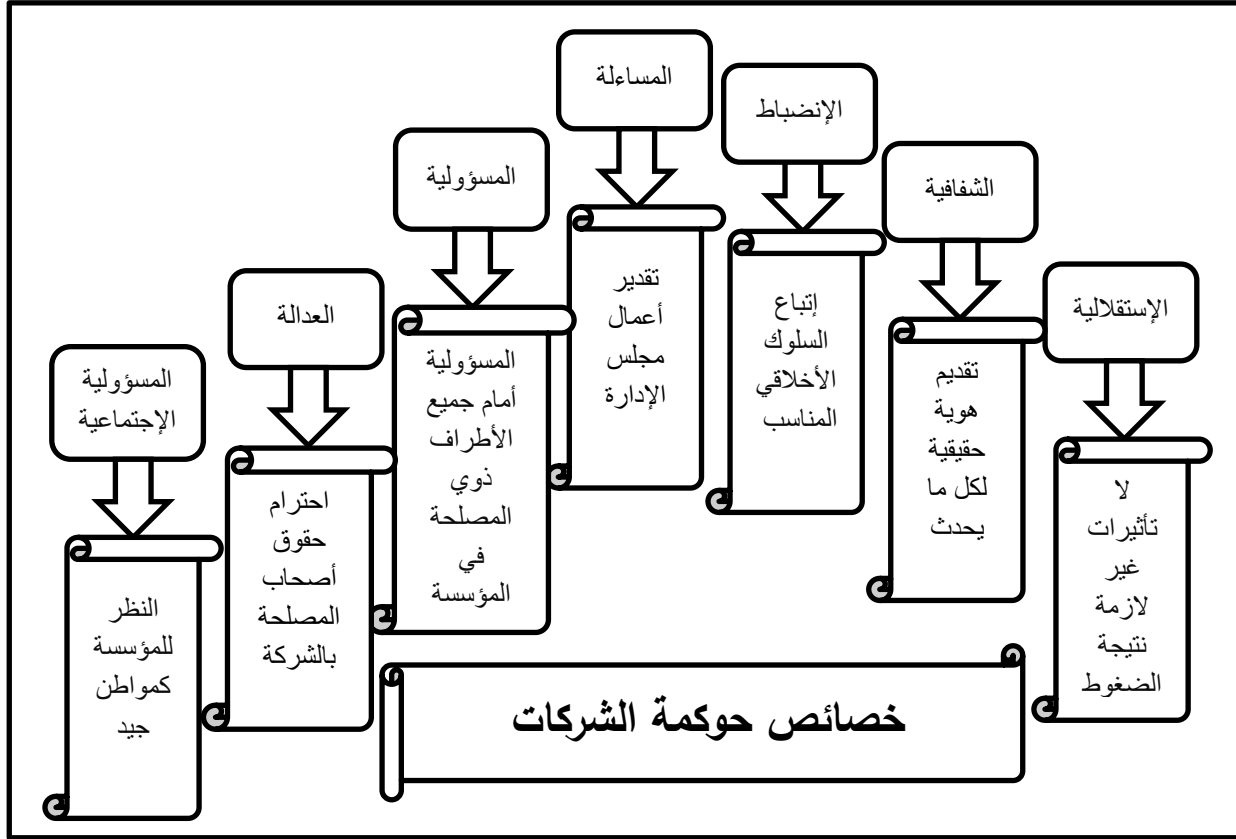 الإستقلالية
لا
تأثيرات
غير
لازمة
نتيجة
الضغوط
الشفافية
تقديم
هوية
حقيقية
لكل ما
يحدث
الإنضباط
إتباع
السلوك
الأخلاقي
المناسب
المساءلة
تقدير
أعمال
مجلس
الإدارة
المسؤولية
المسؤولية
أمام جميع
الأطراف
ذوي
المصلحة
في
المؤسسة
العدالة
احترام
حقوق
أصحاب
المصلحة
بالشركة
المسؤولية
الإجتماعية
النظر
للمؤسسة
كمواطن
جيد
خصائص حوكمة الشركات